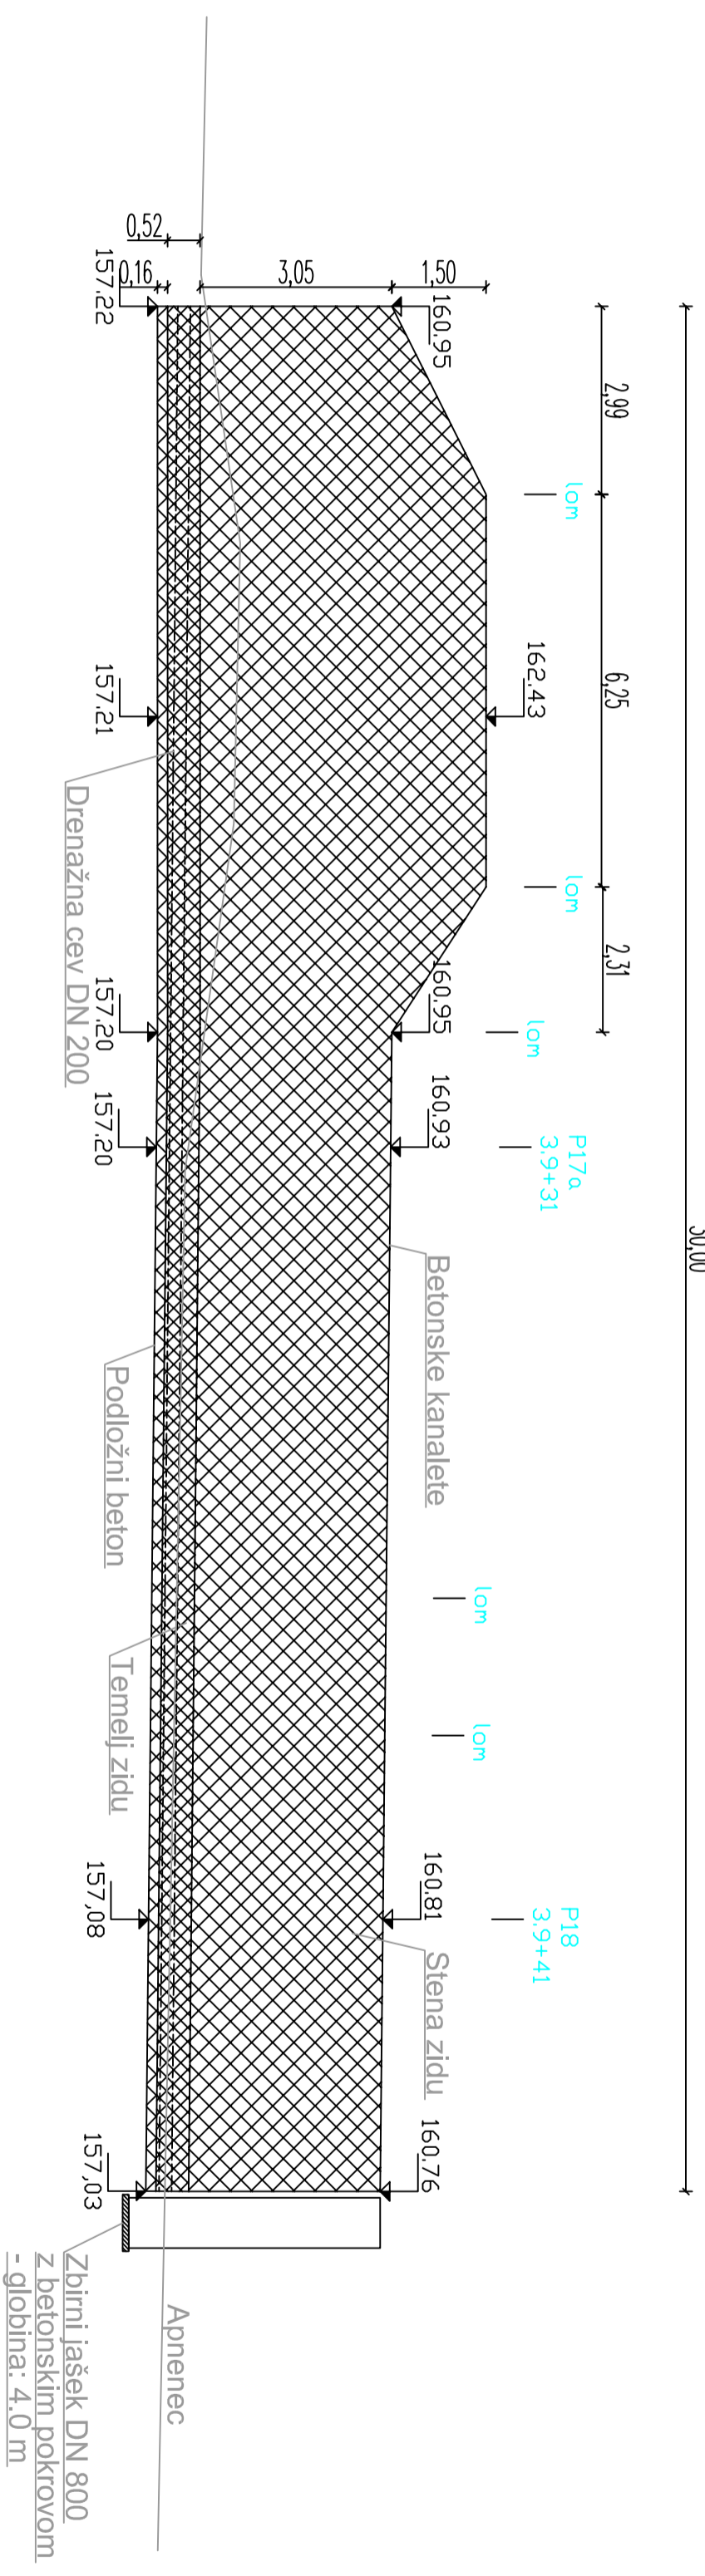 30,00
2,99
6,25
2,31
lom
lom
lom
P17a
3.9+31
lom
lom
P18
3.9+41
162.43
160.95
160.95
160.93
160.81
160.76
1,50
3,05
0,52
0,16
Betonske kanalete
Stena zidu
157.22
157.21
157.20
157.20
157,08
157,03
Drenažna cev DN 200
Podložni beton
Temelj zidu
Apnenec
Zbirni jašek DN 800
z betonskim pokrovom
- globina: 4.0 m